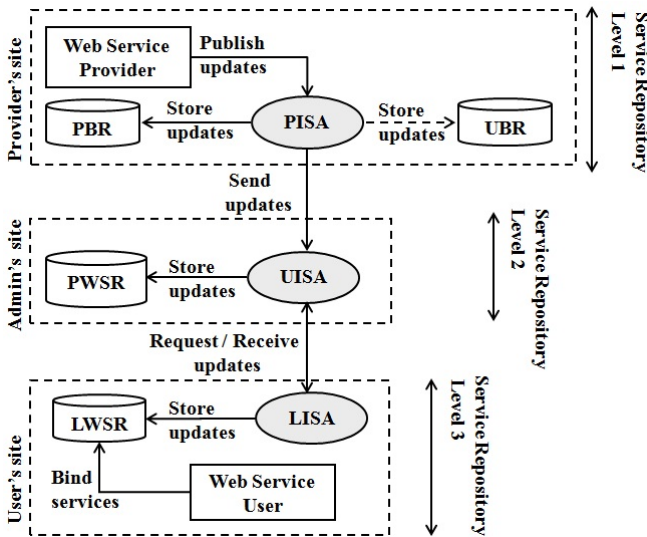 Provider's site
Web Service
Provider
Publish
updates
PBR
Store
updates
PISA
Store
updates
UBR
Service Repository
Level 1
Send
updates
Admin's site
PWSR
Store
updates
UISA
Service Repository
Level 2
Request / Receive
updates
User's site
LWSR
Store
updates
LISA
Bind
services
Web Service
User
Service Repository
Level 3